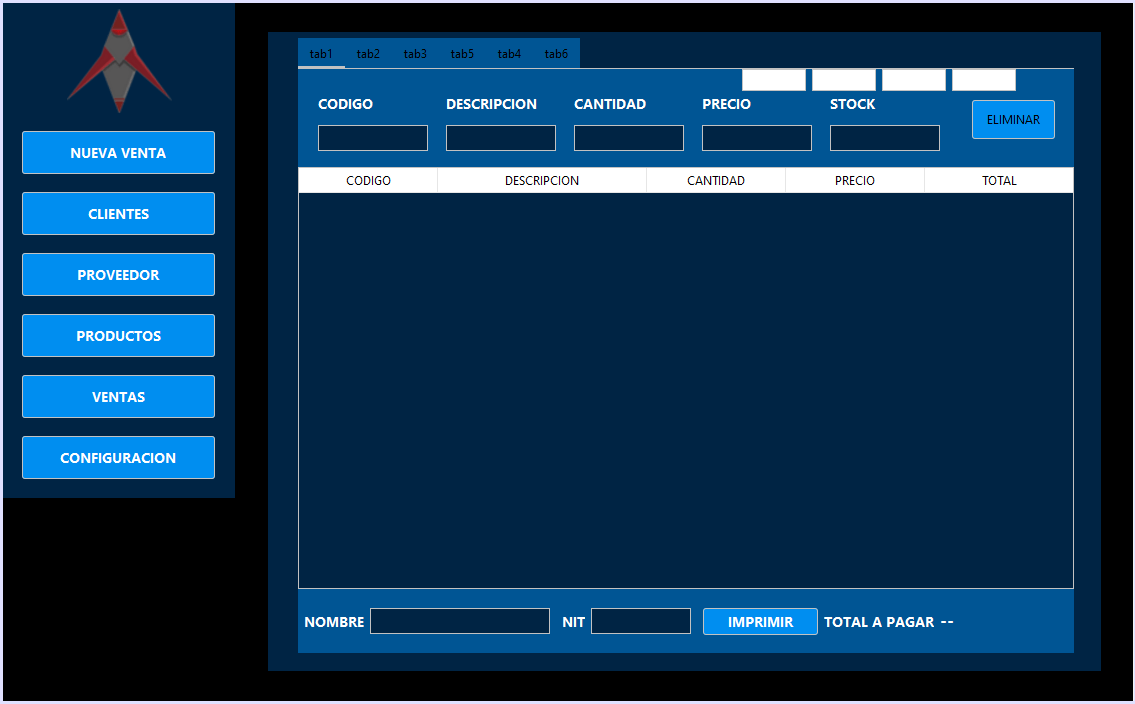 NUEVA VENTA
CLIENTES
PROVEEDOR
PRODUCTOS
VENTAS
CONFIGURACION
tab1 tab2 tab3 tab5 tab4 tab6
CODIGO DESCRIPCION CANTIDAD PRECIO STOCK
ELIMINAR
CODIGO DESCRIPCION CANTIDAD PRECIO TOTAL
NOMBRE NIT IMPRIMIR TOTAL A PAGAR --